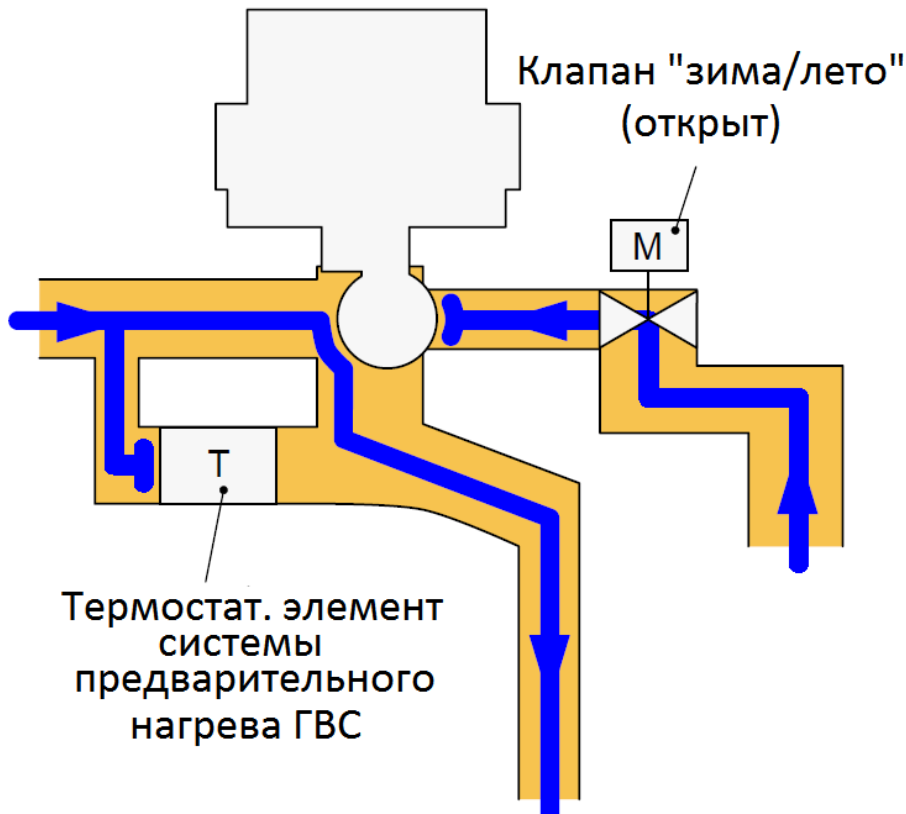 Клапан "зима/лето"
(открыт)
M
T
Термостат. элемент
системы
предварительного
нагрева ГВС